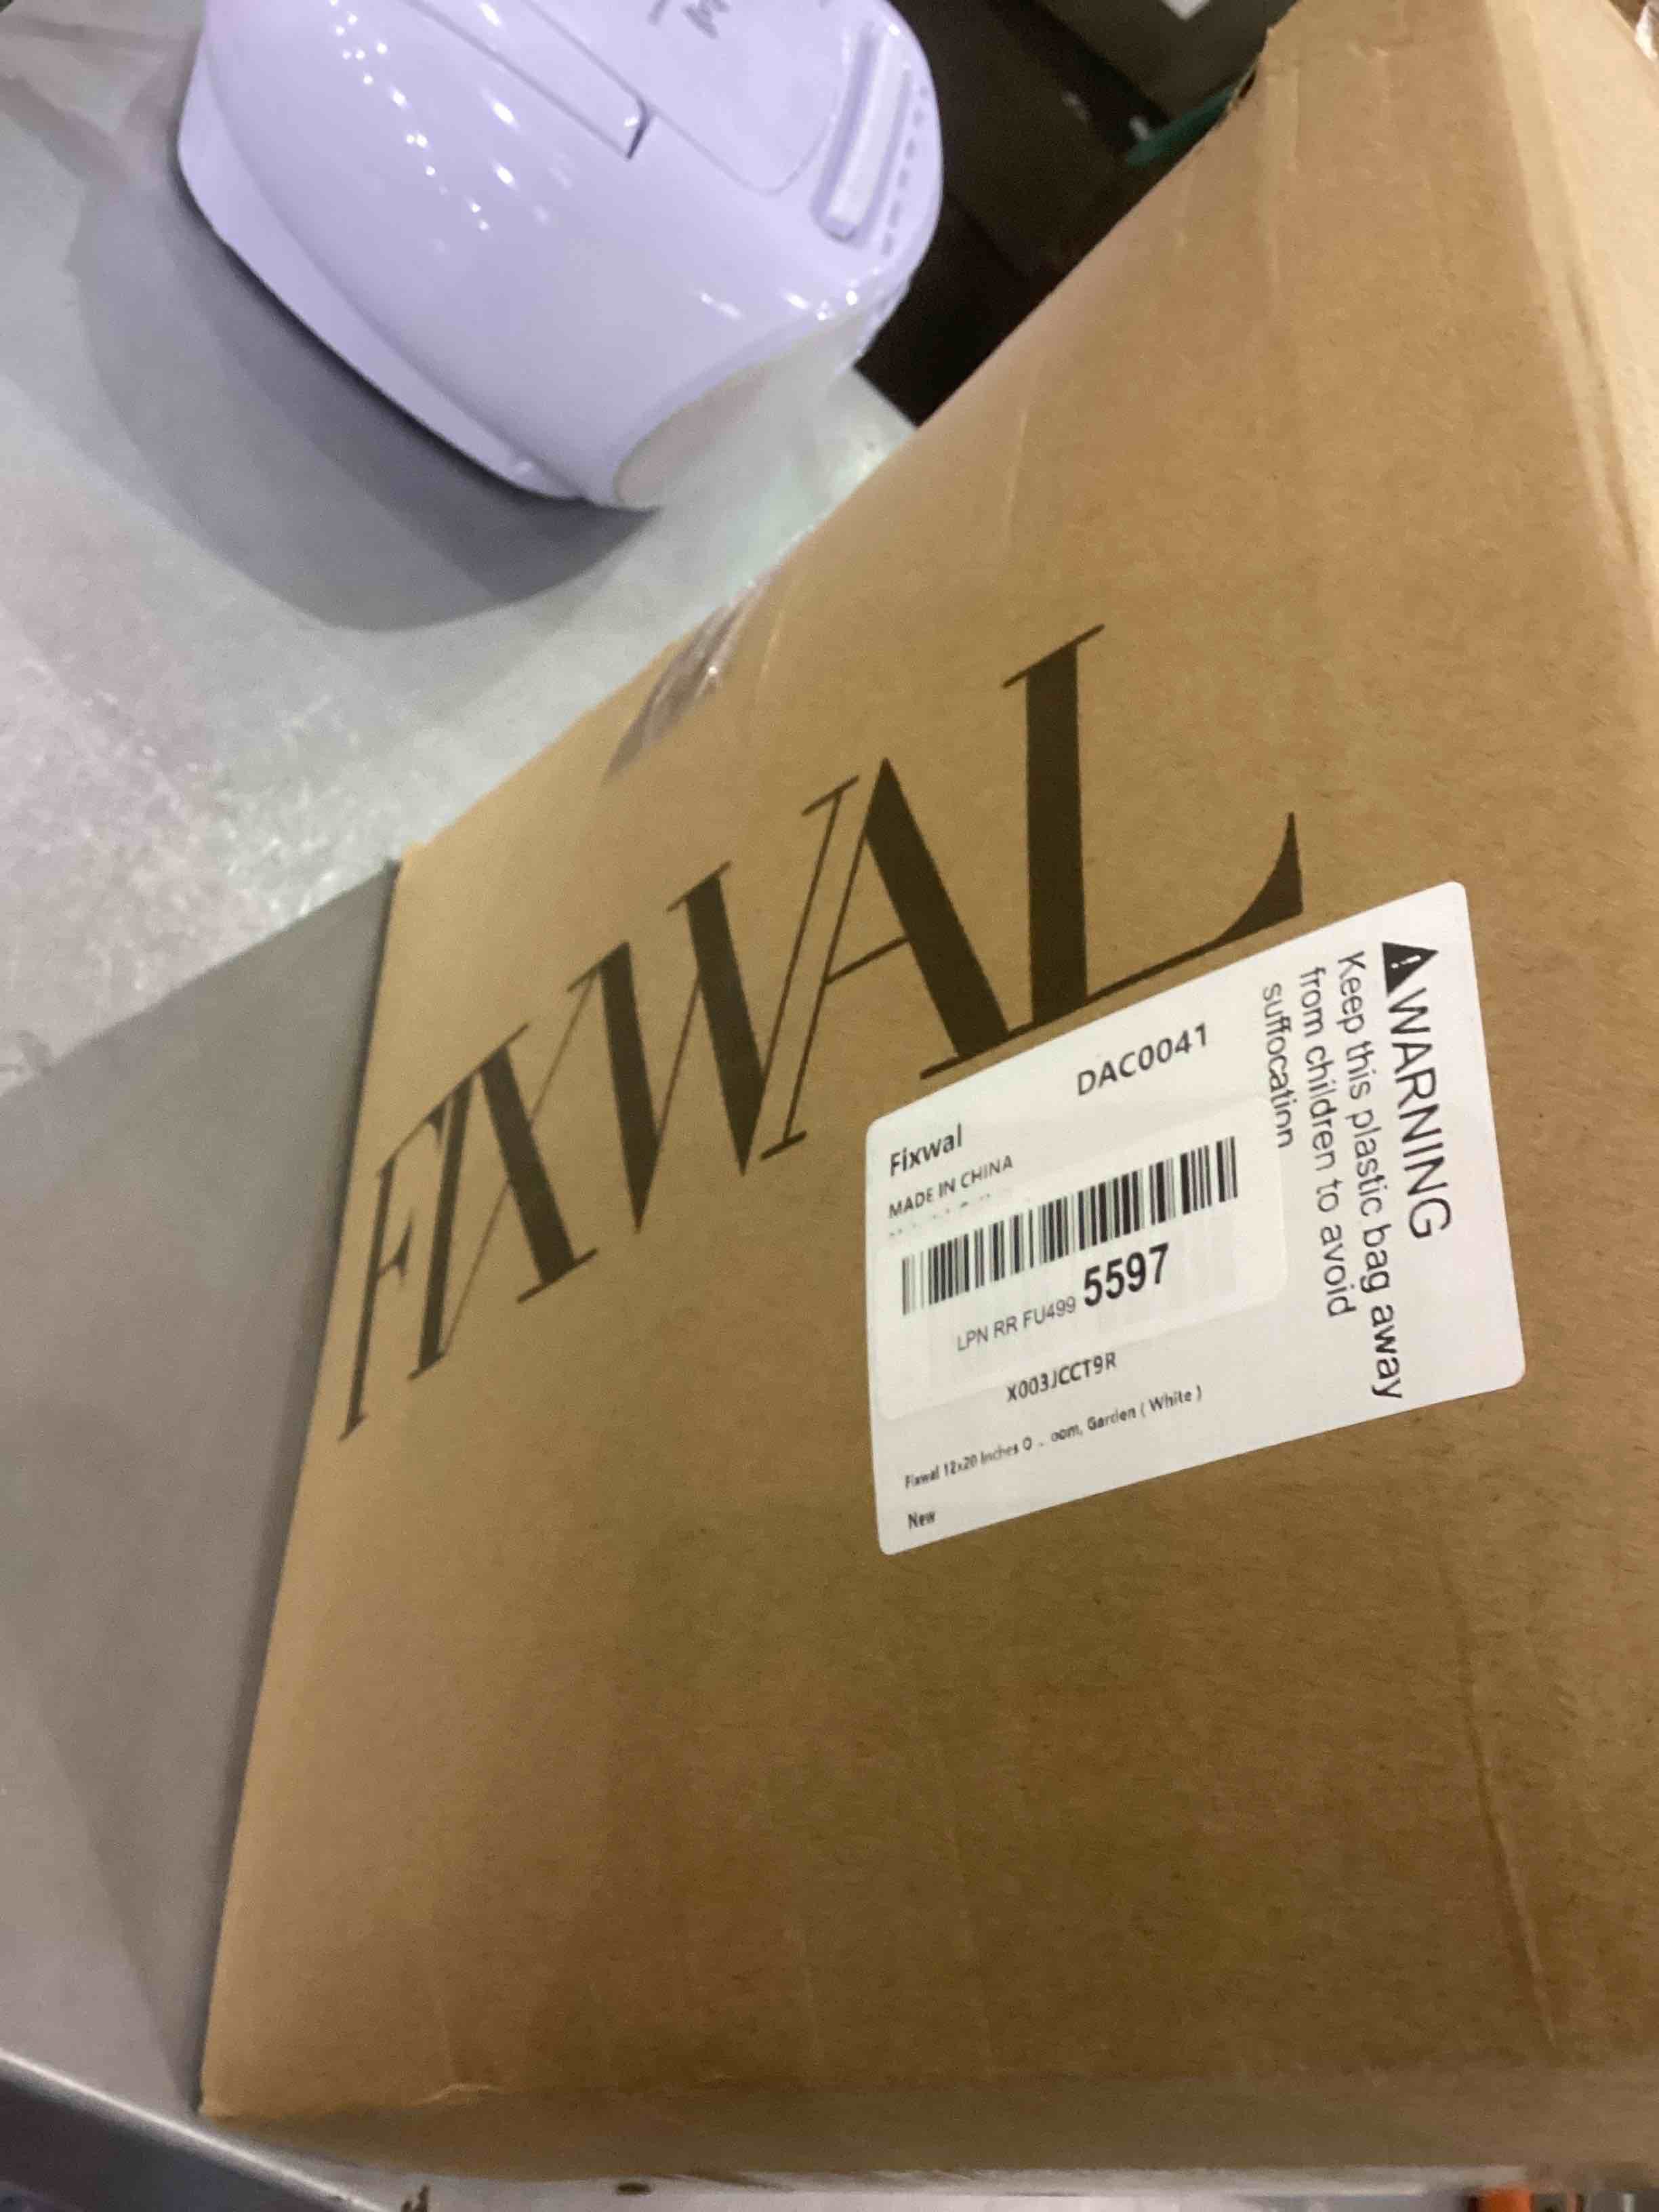 FIXWAL
Fixwal
DAC0041
MADE IN CHINA
LPN RR FU499 5597
X003JCCT9R
Fixwal 12x20 Inches O .. oom, Garden ( White )
New
WARNING
Keep this plastic bag away
from children to avoid
suffocation